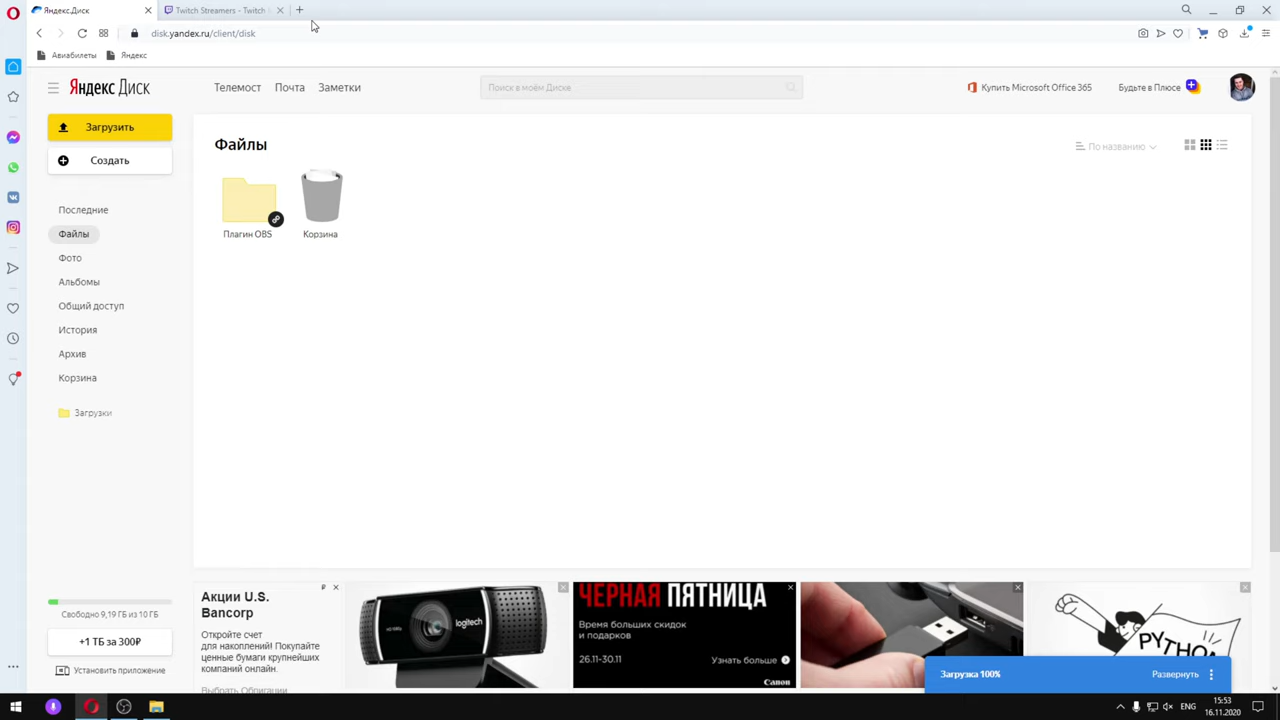 Яндекс.Диск
Twitch Streamers - Twitch
disk.yandex.ru/client/disk
Авиабилеты
Яндекс
Яндекс Диск
Телемост
Почта
Заметки
Поиск в моём Диске
Купить Microsoft Office 365
Будьте в Плюсе
Загрузить
Создать
Последние
Файлы
Фото
Альбомы
Общий доступ
История
Архив
Корзина
Загрузки
Свободно 9,19 ГБ из 10 ГБ
+1 ТБ за 300₽
Установить приложение
Файлы
По названию
Плагин OBS
Корзина
₽
Акции U.S.
Bancorp
Откройте счет
для накоплений! Покупайте
ценные бумаги крупнейших
компаний онлайн.
Выбрать Облигации
logitech
ЧЕРНАЯ ПЯТНИЦА
Время больших скидок
и подарков
26.11-30.11
Узнать больше
Canon
PYTHON
Загрузка 100%
Развернуть
ENG
15:53
16.11.2020